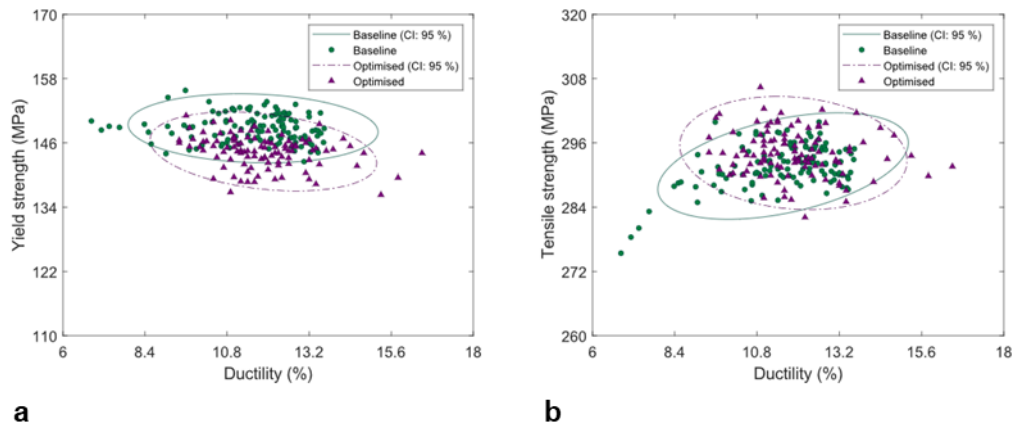 170
158
146
134
122
110
Yield strength (MPa)
6
8.4
10.8
13.2
15.6
18
Ductility (%)
Baseline (CI: 95 %)
Baseline
Optimised (CI: 95 %)
Optimised
a
320
308
296
284
272
260
Tensile strength (MPa)
6
8.4
10.8
13.2
15.6
18
Ductility (%)
Baseline (CI: 95 %)
Baseline
Optimised (CI: 95 %)
Optimised
b